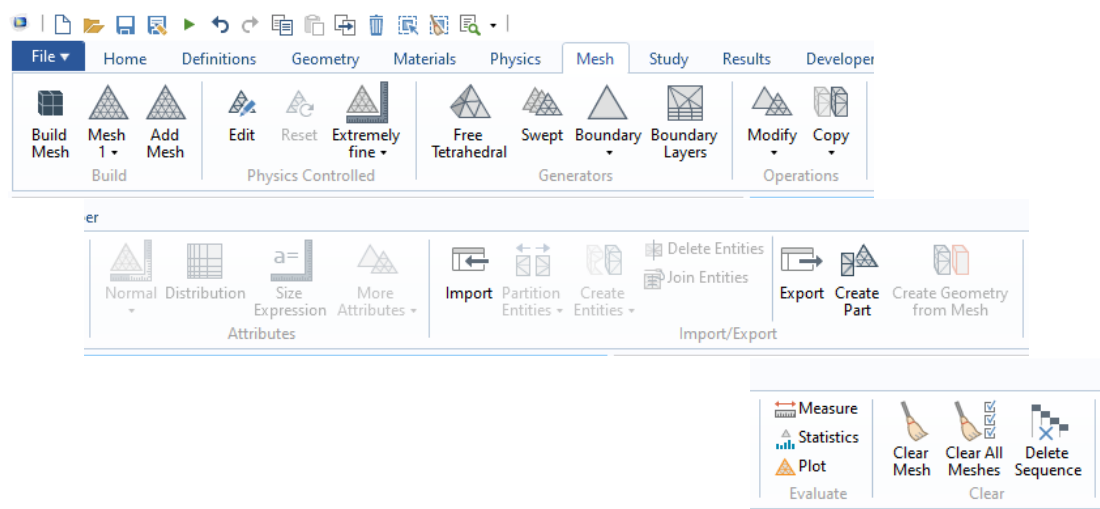 File
Home Definitions Geometry Materials Physics Mesh Study Results Developer
Build Mesh Add Edit Reset Extremely Free Swept Boundary Boundary Modify Copy
Mesh 1 Mesh fine Tetrahedral Layers
Build Physics Controlled Generators Operations
er
a=
Delete Entities
Join Entities
Normal Distribution Size More Import Partition Create Export Create Create Geometry
Expression Attributes Entities Entities Part from Mesh
Attributes Import/Export
Measure
Statistics
Plot
Clear Clear All Delete
Mesh Meshes Sequence
Evaluate Clear